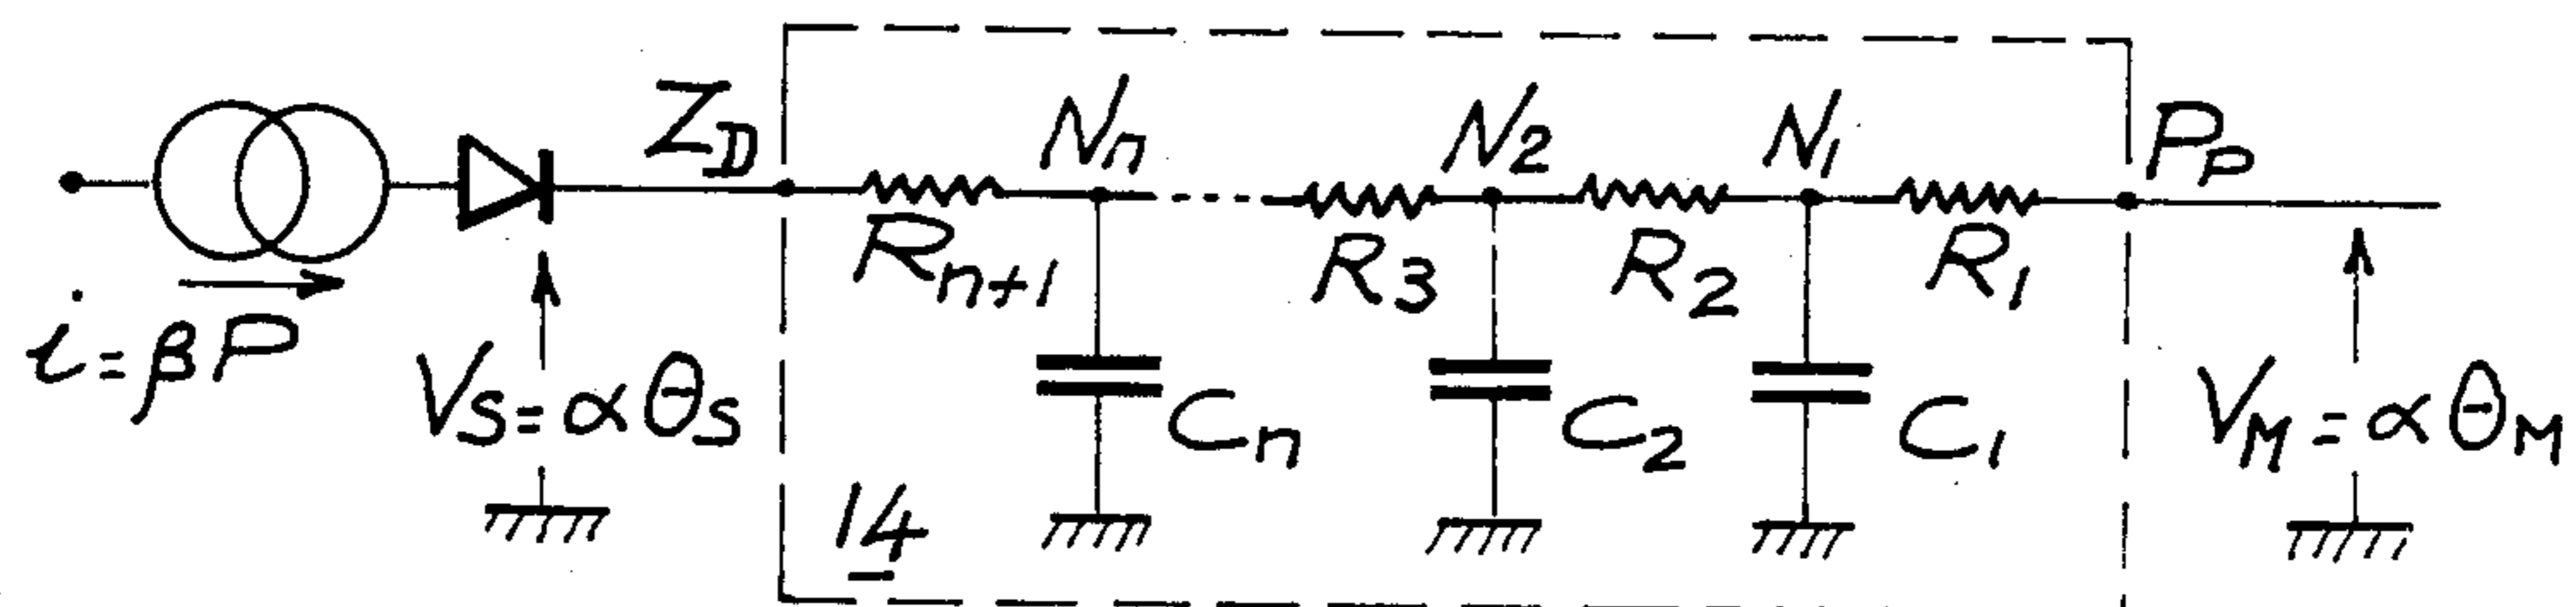 Z_D
N_n
N_2
N_1
P_P
R_{n+1}
R_3
R_2
R_1
i=βP
V_S=αθ_S
C_n
C_2
C_1
V_M=αθ_M
14